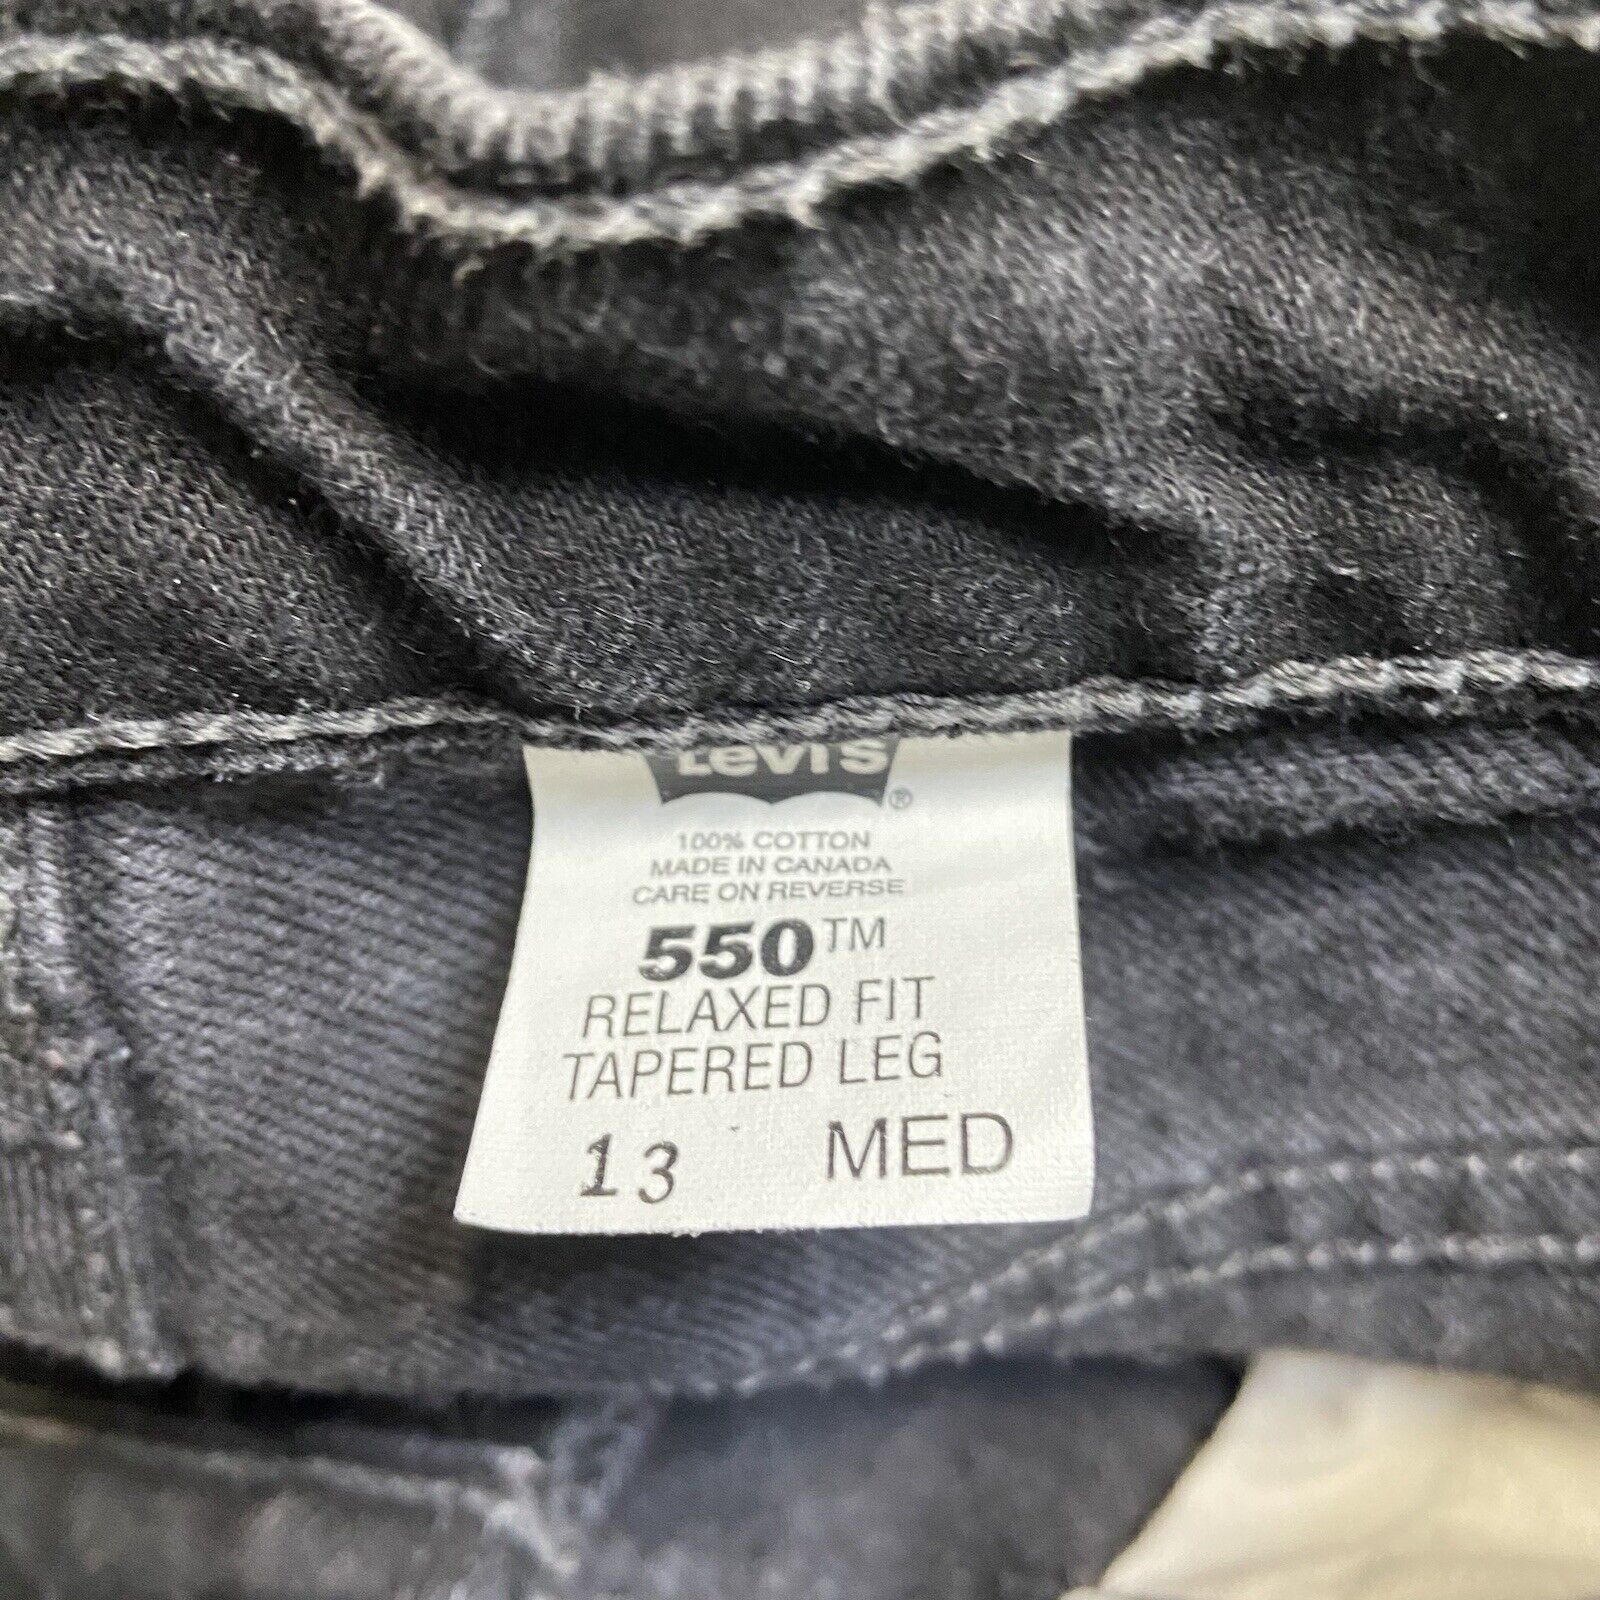 Levi's ®
100% COTTON
MADE IN CANADA
CARE ON REVERSE
550™
RELAXED FIT
TAPERED LEG
13 MED